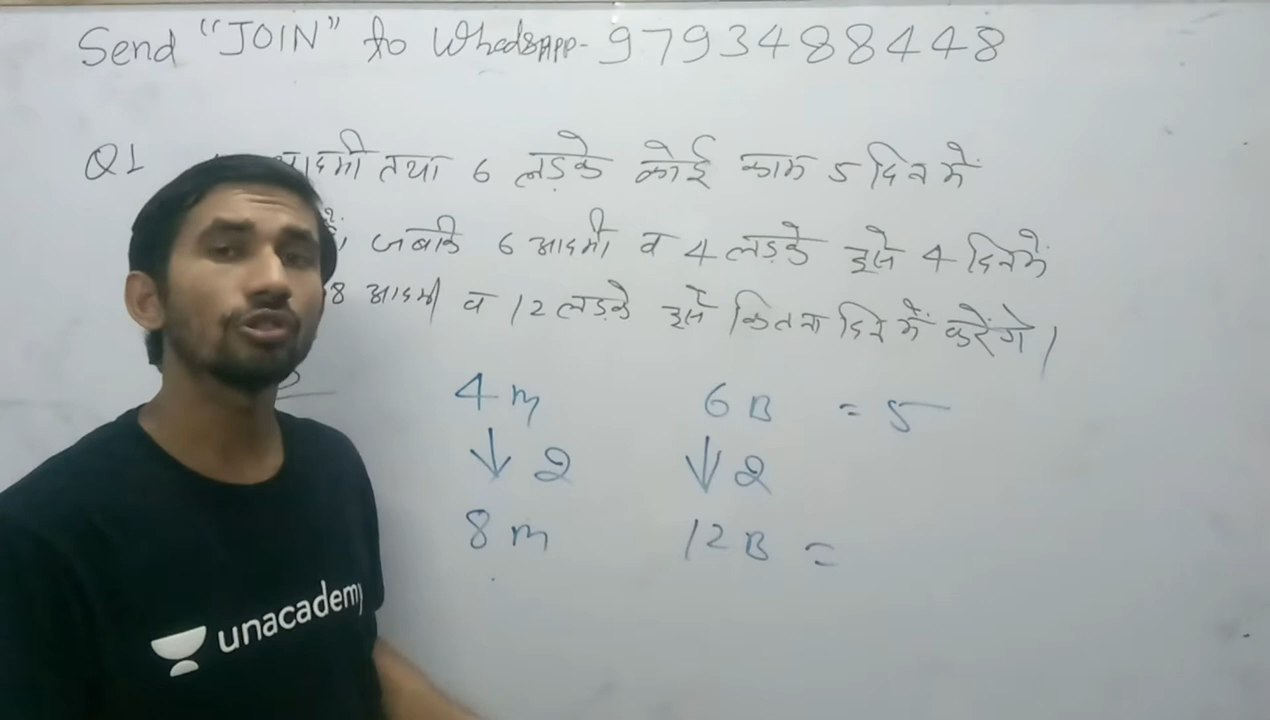 Send "JOIN" to WhatsApp- 9793488448
Q1 आदमी तथा 6 लड़के कोई काम 5 दिन में
जबकि 6 आदमी व 4 लड़के इसे 4 दिन में
8 आदमी व 12 लड़के इसे कितना दिन में करेंगे।
4 m 6 B = 5
↓ 2 ↓ 2
8 m 12 B =
unacademy